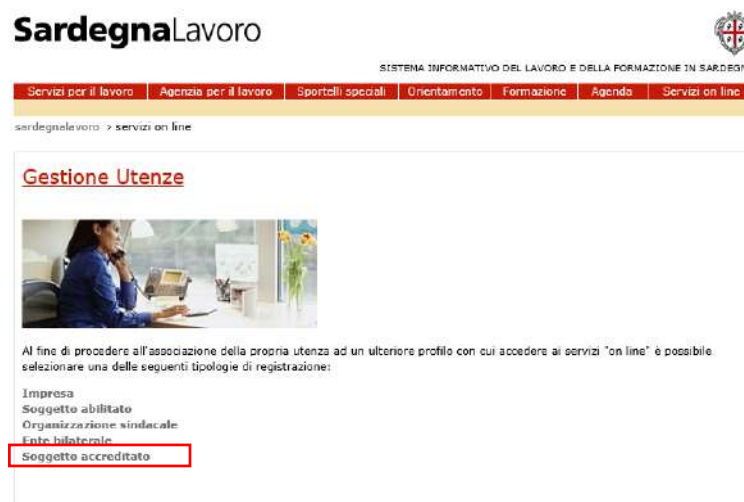 SardegnaLavoro
SISTEMA INFORMATIVO DEL LAVORO E DELLA FORMAZIONE IN SARDEGN
Servizi per il lavoro Agenzia per il lavoro Sportelli speciali Orientamento Formazione Agenda Servizi on line
sardegnalavoro > servizi on line
Gestione Utenze
Al fine di procedere all'associazione della propria utenza ad un ulteriore profilo con cui accedere ai servizi "on line" è possibile
selezionare una delle seguenti tipologie di registrazione:
Impresa
Soggetto abilitato
Organizzazione sindacale
Ente bilaterale
Soggetto accreditato